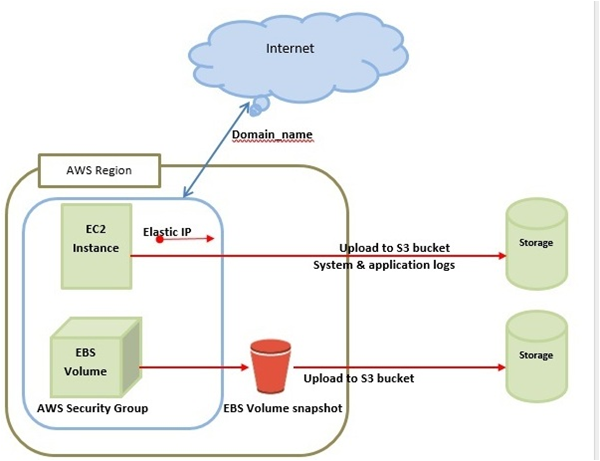 Internet
Domain_name
AWS Region
EC2
Instance
Elastic IP
Upload to S3 bucket
System & application logs
Storage
EBS
Volume
AWS Security Group
EBS Volume snapshot
Upload to S3 bucket
Storage